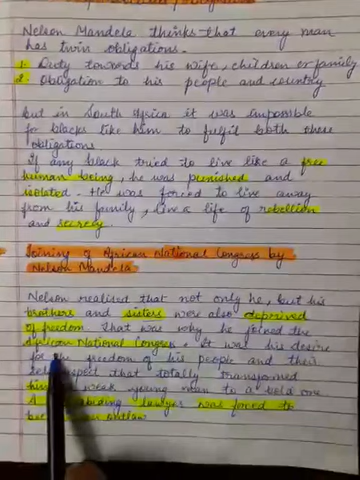 Nelson Mandela thinks that every man
has twin obligations.
1. Duty towards his wife, children or family
2. Obligation to his people and country
but in South Africa it was impossible
for blacks like him to fulfil both these
obligations
if any black tried to live like a free
human being, he was punished and
isolated. He was forced to live away
from his family, live a life of rebellion
and secrecy.
Joining of African National Congress by
Nelson Mandela
Nelson realised that not only he, but his
brothers and sisters were also deprived
of freedom. That was why he joined the
African National Congress. It was his desire
for the freedom of his people and their
respect that totally transformed
him weak young man to a bold one
A abiding lawyer was forced to
outlaw